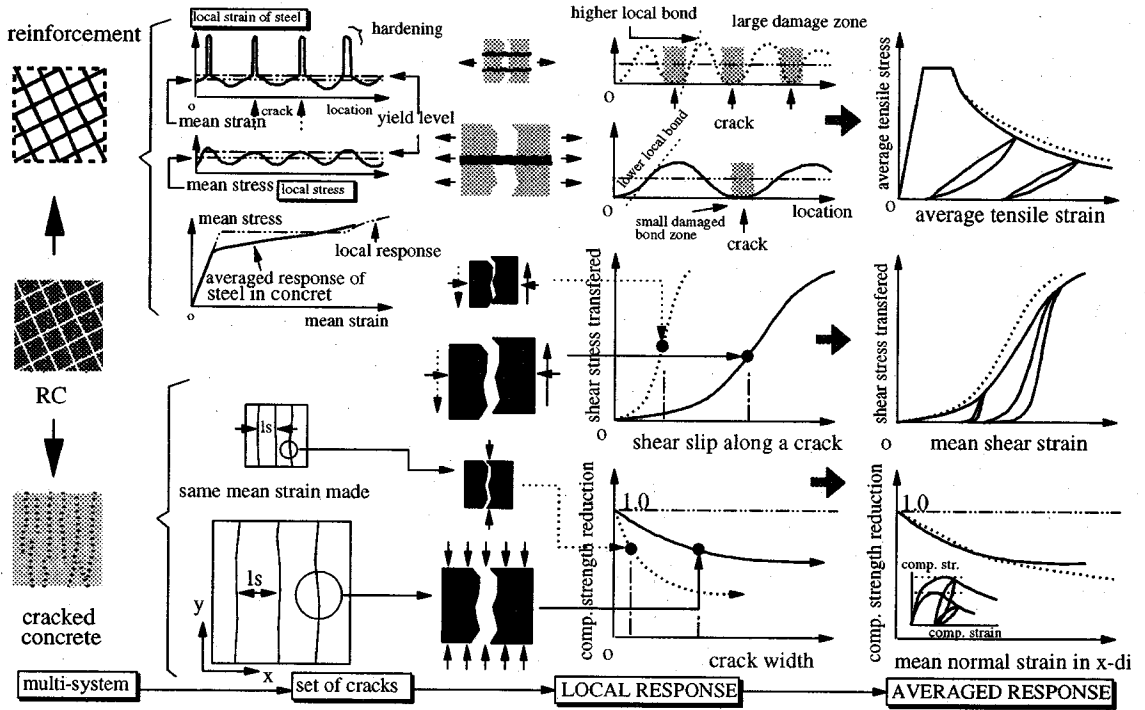 reinforcement
RC
cracked
concrete
local strain of steel
hardening
o
crack
location
mean strain
yield level
mean stress
local stress
mean stress
local response
averaged response of
steel in concret
o
mean strain
ls
same mean strain made
ls
y
x
higher local bond
large damage zone
O
crack
lower local bond
O
location
small damaged
bond zone
crack
shear stress transfered
O
shear slip along a crack
comp. strength reduction
1.0
O
crack width
average tensile stress
O
average tensile strain
shear stress transfered
O
mean shear strain
comp. strength reduction
1.0
comp. str.
comp. strain
O
mean normal strain in x-di
multi-system
set of cracks
LOCAL RESPONSE
AVERAGED RESPONSE